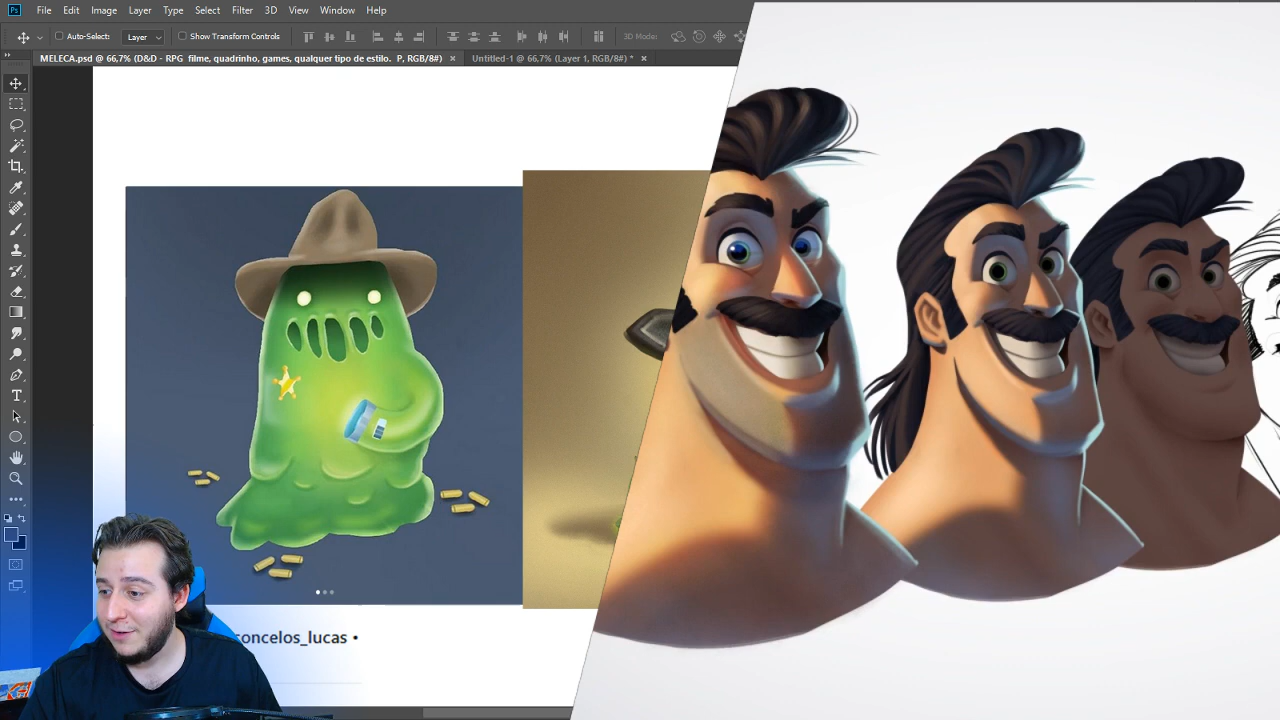 Ps File Edit Image Layer Type Select Filter 3D View Window Help
Auto-Select: Layer Show Transform Controls 3D Mode:
MELECA.psd @ 66,7% (D&D - RPG filme, quadrinho, games, qualquer tipo de estilo. P, RGB/8#) × Untitled-1 @ 66,7% (Layer 1, RGB/8#) * ×
T
concelos_lucas •